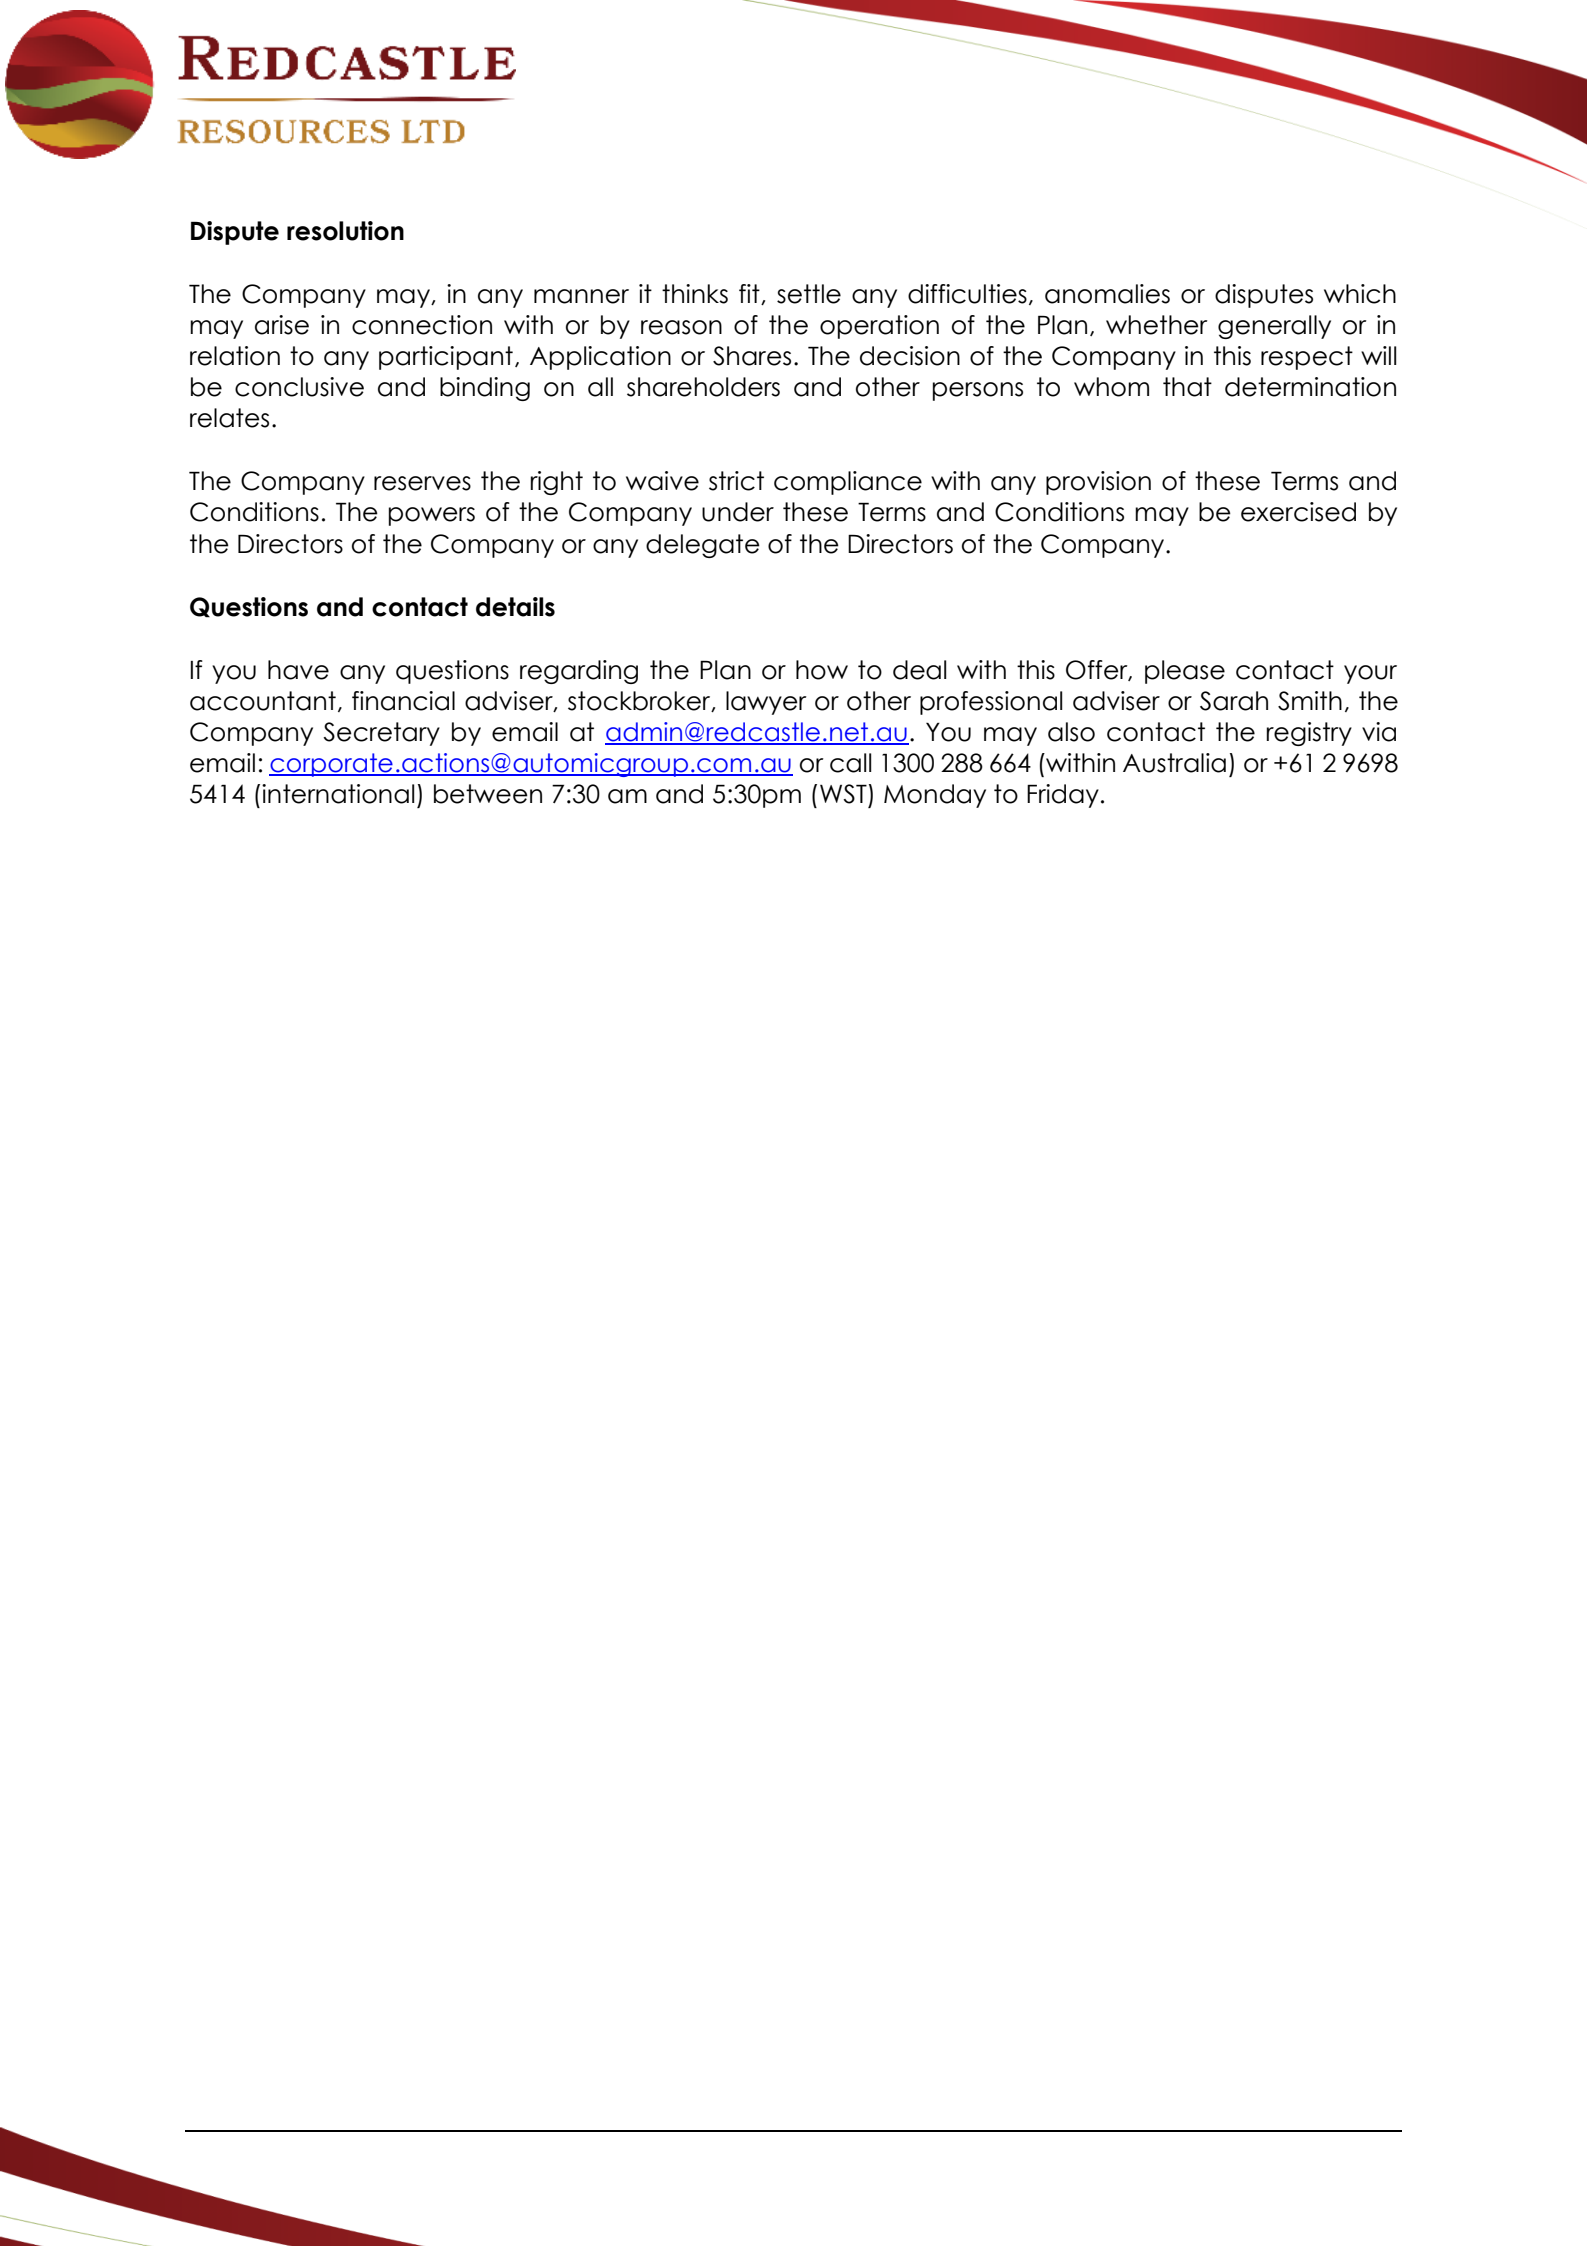 REDCASTLE
RESOURCES LTD
Dispute resolution
The Company may, in any manner it thinks fit, settle any difficulties, anomalies or disputes which
may arise in connection with or by reason of the operation of the Plan, whether generally or in
relation to any participant, Application or Shares. The decision of the Company in this respect will
be conclusive and binding on all shareholders and other persons to whom that determination
relates.
The Company reserves the right to waive strict compliance with any provision of these Terms and
Conditions. The powers of the Company under these Terms and Conditions may be exercised by
the Directors of the Company or any delegate of the Directors of the Company.
Questions and contact details
If you have any questions regarding the Plan or how to deal with this Offer, please contact your
accountant, financial adviser, stockbroker, lawyer or other professional adviser or Sarah Smith, the
Company Secretary by email at admin@redcastle.net.au. You may also contact the registry via
email: corporate.actions@automicgroup.com.au or call 1300 288 664 (within Australia) or +61 2 9698
5414 (international) between 7:30 am and 5:30pm (WST) Monday to Friday.